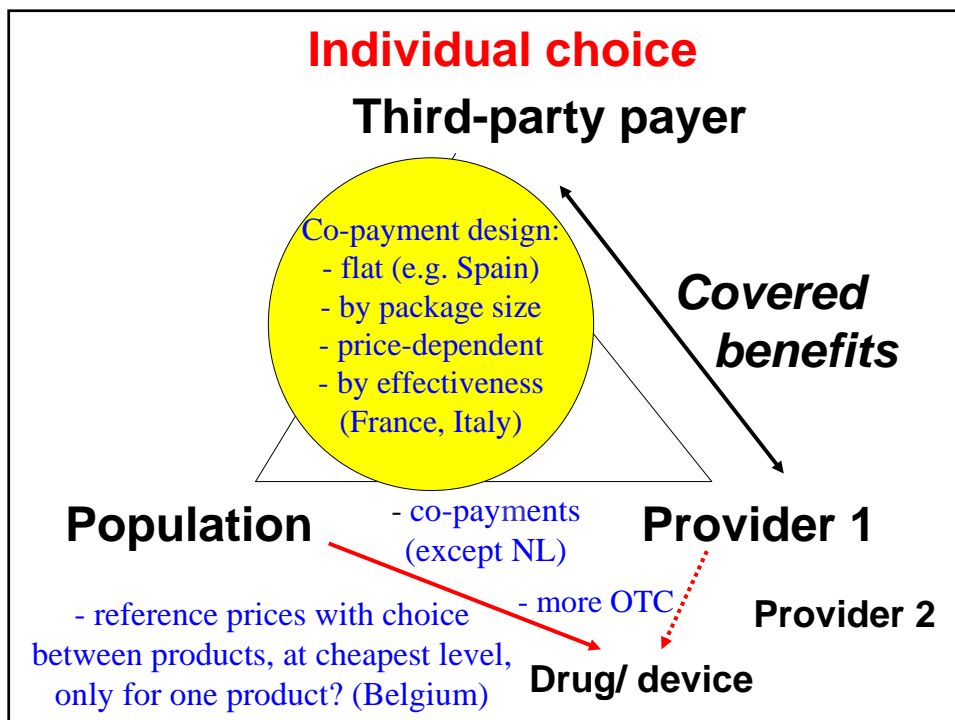 Individual choice
Third-party payer
Co-payment design:
- flat (e.g. Spain)
- by package size
- price-dependent
- by effectiveness
(France, Italy)
Covered
benefits
Population
- co-payments
(except NL)
Provider 1
- more OTC
Provider 2
- reference prices with choice
between products, at cheapest level,
only for one product? (Belgium)
Drug/ device